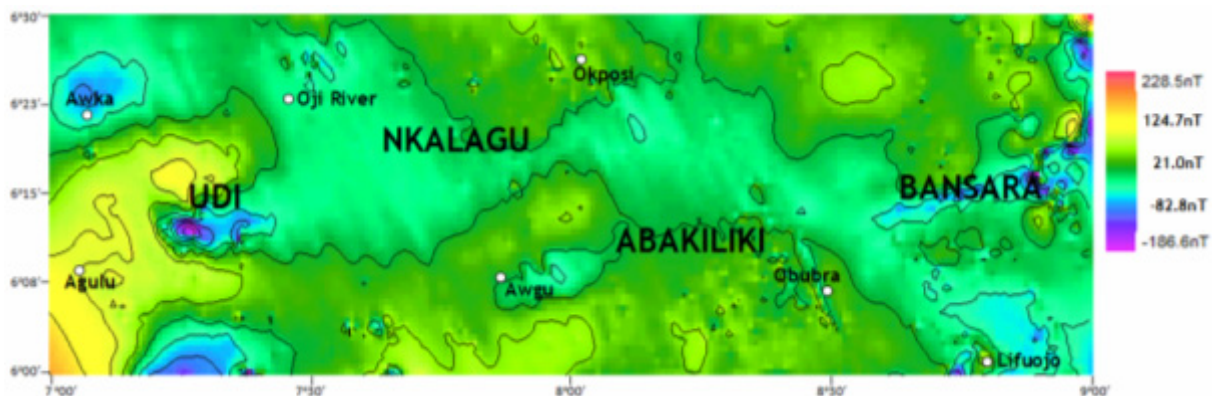 6°30'
Okposi
Awka
6°23'
Oji River
228.5nT
124.7nT
NKALAGU
21.0nT
6°15'
UDI
BANSARA
-82.8nT
ABAKILIKI
-186.6nT
Agulu
Awgu
Obubra
6°08'
6°00'
Lifuojo
7°00'
7°30'
8°00'
8°30'
9°00'